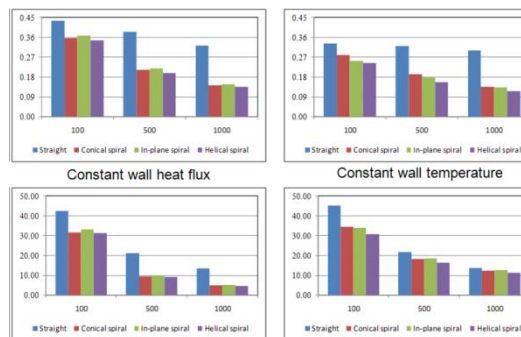 0.45
0.36
0.27
0.18
0.09
0.00
100 500 1000
Straight Conical spiral In-plane spiral Helical spiral
0.45
0.36
0.27
0.18
0.09
0.00
100 500 1000
Straight Conical spiral In-plane spiral Helical spiral
Constant wall heat flux Constant wall temperature
50.00
40.00
30.00
20.00
10.00
0.00
100 500 1000
Straight Conical spiral In-plane spiral Helical spiral
50.00
40.00
30.00
20.00
10.00
0.00
100 500 1000
Straight Conical spiral In-plane spiral Helical spiral